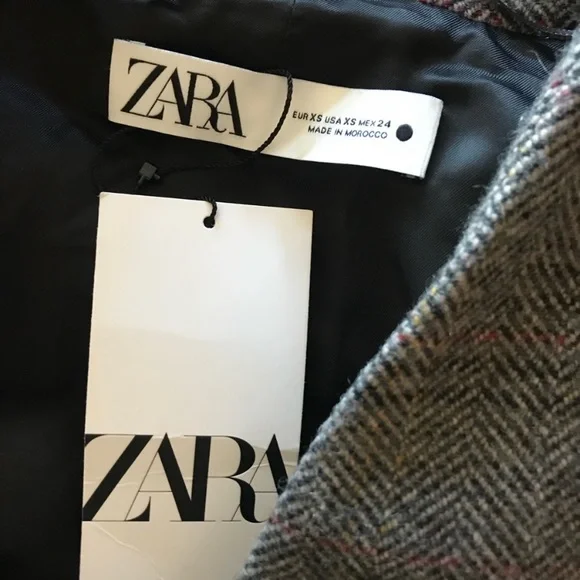 ZARA
EUR XS USA XS MEX 24
MADE IN MOROCCO
ZARA